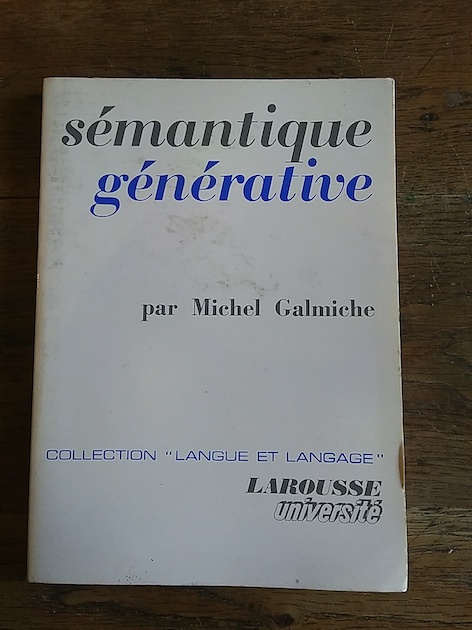 sémantique
générative
par Michel Galmiche
COLLECTION "LANGUE ET LANGAGE"
LAROUSSE
université